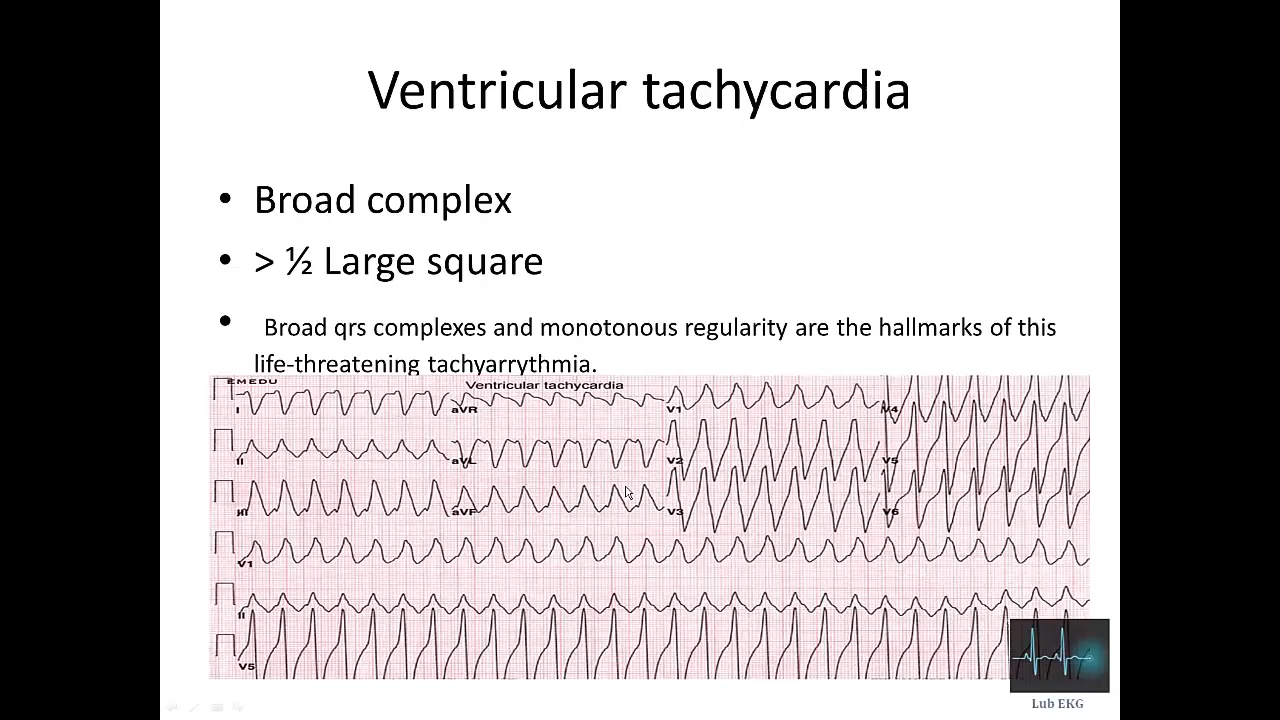 Ventricular tachycardia
• Broad complex
• > ½ Large square
• Broad qrs complexes and monotonous regularity are the hallmarks of this
life-threatening tachyarrythmia.
EMEDU
Ventricular tachycardia
I aVR V1 V4
II aVL V2 V5
III aVF V3 V6
V1
II
V5
Lub EKG